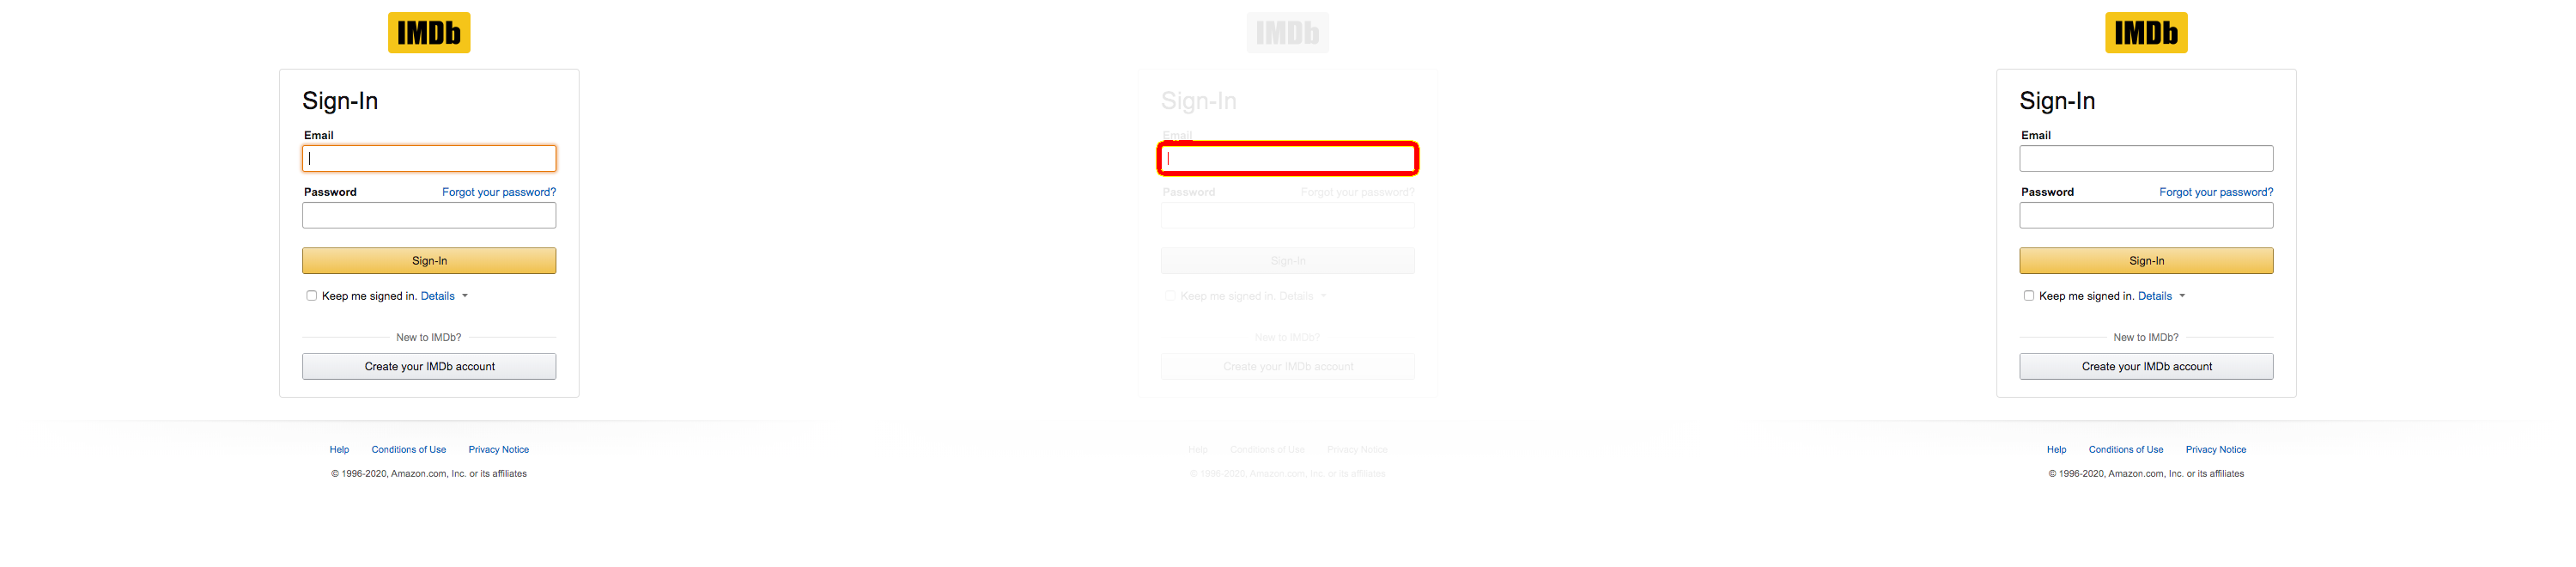 IMDb
Sign-In
Email
Password Forgot your password?
Sign-In
Keep me signed in. Details
New to IMDb?
Create your IMDb account
Help Conditions of Use Privacy Notice
© 1996-2020, Amazon.com, Inc. or its affiliates
IMDb
Sign-In
Email
Password Forgot your password?
Sign-In
Keep me signed in. Details
New to IMDb?
Create your IMDb account
Help Conditions of Use Privacy Notice
© 1996-2020, Amazon.com, Inc. or its affiliates
IMDb
Sign-In
Email
Password Forgot your password?
Sign-In
Keep me signed in. Details
New to IMDb?
Create your IMDb account
Help Conditions of Use Privacy Notice
© 1996-2020, Amazon.com, Inc. or its affiliates